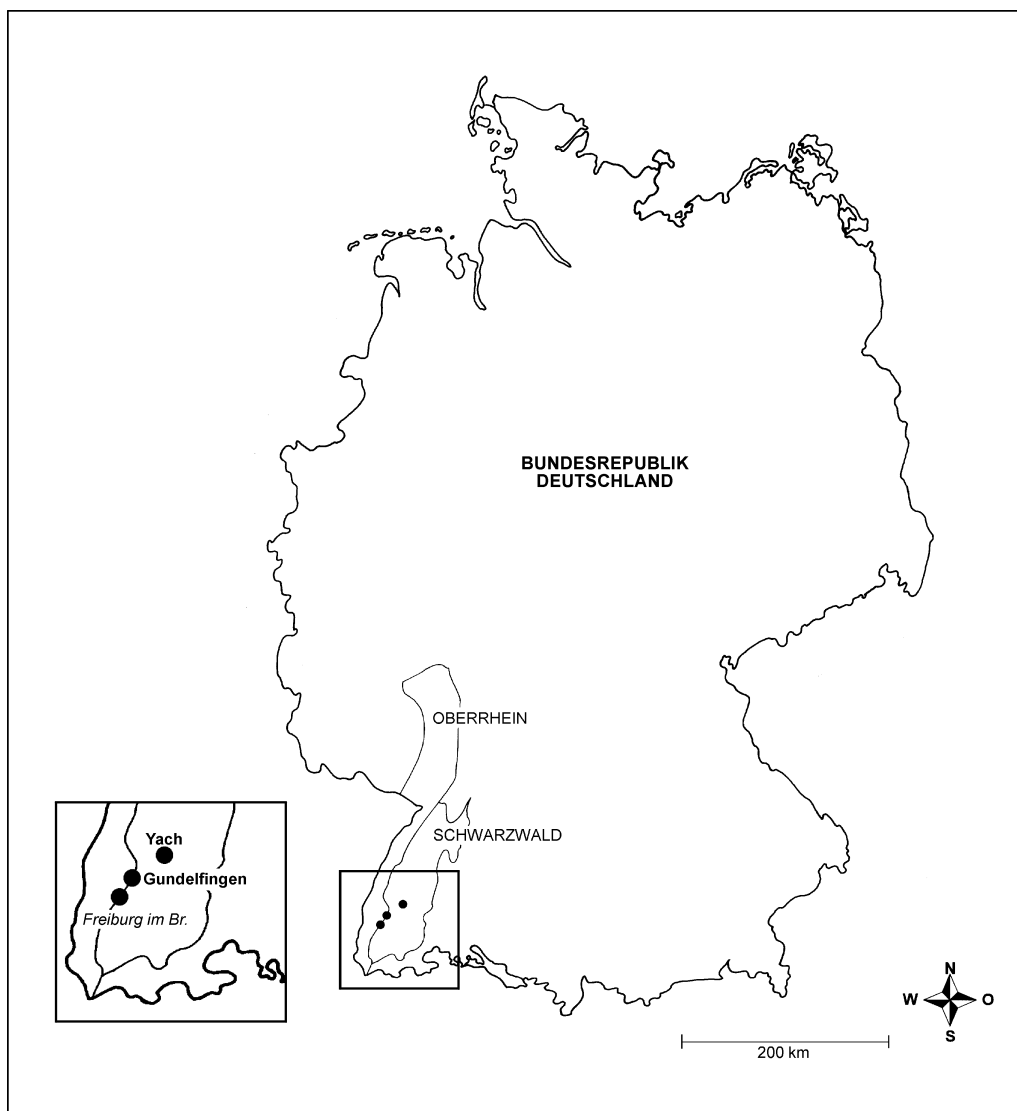 BUNDESREPUBLIK
DEUTSCHLAND
OBERRHEIN
SCHWARZWALD
Yach
Gundelfingen
Freiburg im Br.
N
W
O
S
200 km